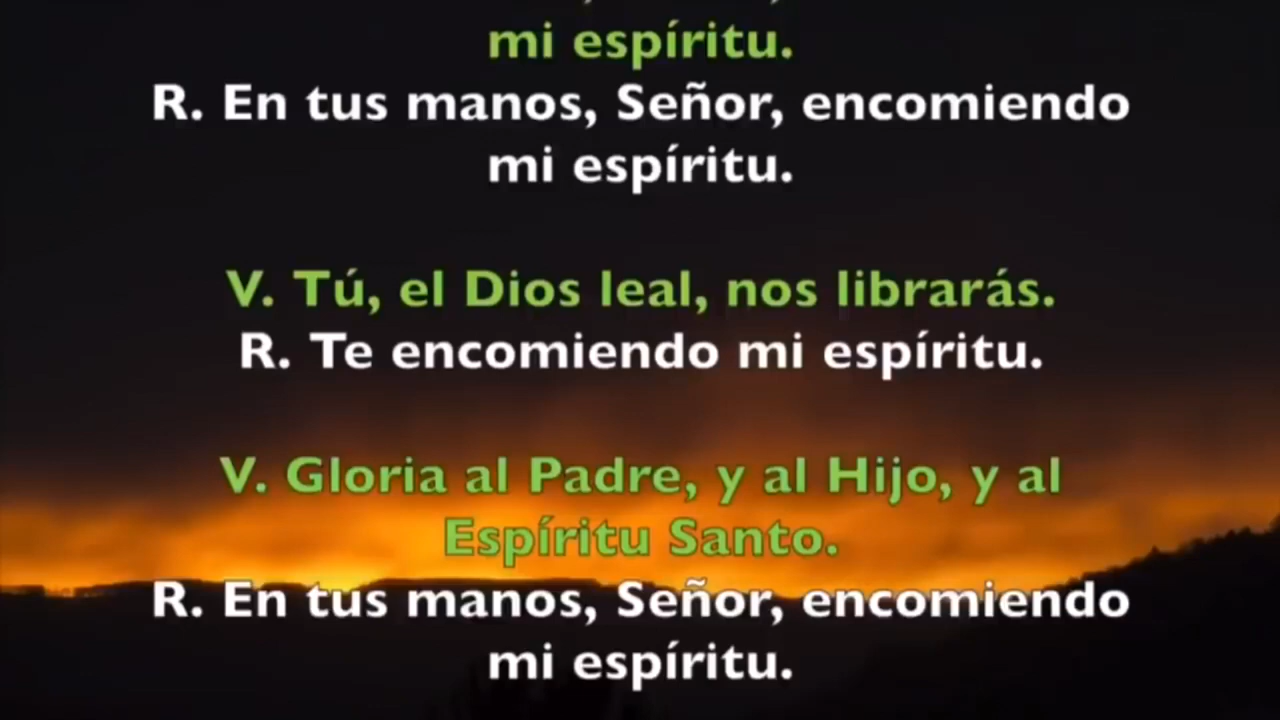 mi espíritu.
R. En tus manos, Señor, encomiendo
mi espíritu.
V. Tú, el Dios leal, nos librarás.
R. Te encomiendo mi espíritu.
V. Gloria al Padre, y al Hijo, y al
Espíritu Santo.
R. En tus manos, Señor, encomiendo
mi espíritu.